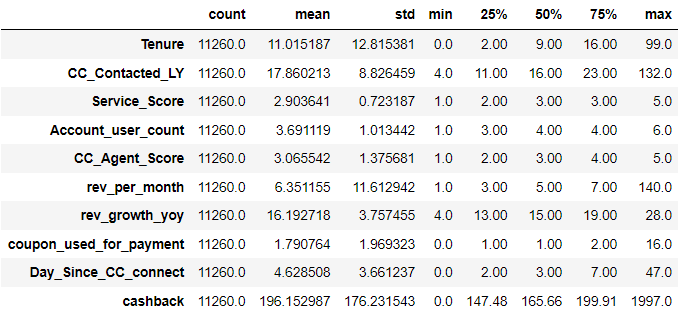 count mean std min 25% 50% 75% max
Tenure 11260.0 11.015187 12.815381 0.0 2.00 9.00 16.00 99.0
CC_Contacted_LY 11260.0 17.860213 8.826459 4.0 11.00 16.00 23.00 132.0
Service_Score 11260.0 2.903641 0.723187 1.0 2.00 3.00 3.00 5.0
Account_user_count 11260.0 3.691119 1.013442 1.0 3.00 4.00 4.00 6.0
CC_Agent_Score 11260.0 3.065542 1.375681 1.0 2.00 3.00 4.00 5.0
rev_per_month 11260.0 6.351155 11.612942 1.0 3.00 5.00 7.00 140.0
rev_growth_yoy 11260.0 16.192718 3.757455 4.0 13.00 15.00 19.00 28.0
coupon_used_for_payment 11260.0 1.790764 1.969323 0.0 1.00 1.00 2.00 16.0
Day_Since_CC_connect 11260.0 4.628508 3.661237 0.0 2.00 3.00 7.00 47.0
cashback 11260.0 196.152987 176.231543 0.0 147.48 165.66 199.91 1997.0